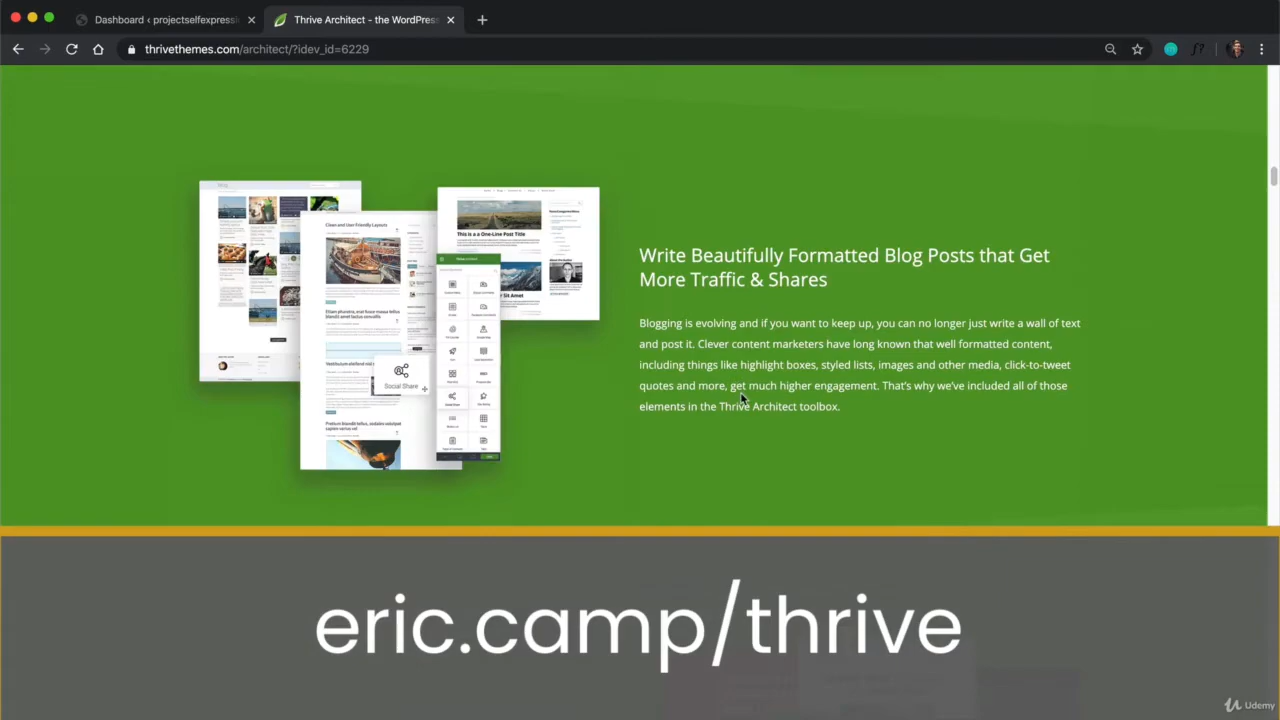 Dashboard ‹ projectselfexpressi
Thrive Architect - the WordPress
thrivethemes.com/architect/?idev_id=6229
Write Beautifully Formatted Blog Posts that Get
More Traffic & Shares
Blogging is evolving and if you want to keep up, you can no longer just write a wall of text
and post it. Clever content marketers have long known that well formatted content,
including things like highlight boxes, styled lists, images and other media, click-to-tweet
quotes and more, get much higher engagement. That's why we've included all of those
elements in the Thrive Architect toolbox.
Clean and User Friendly Layouts
This is a a One-Line Post Title
Social Share
eric.camp/thrive
Udemy